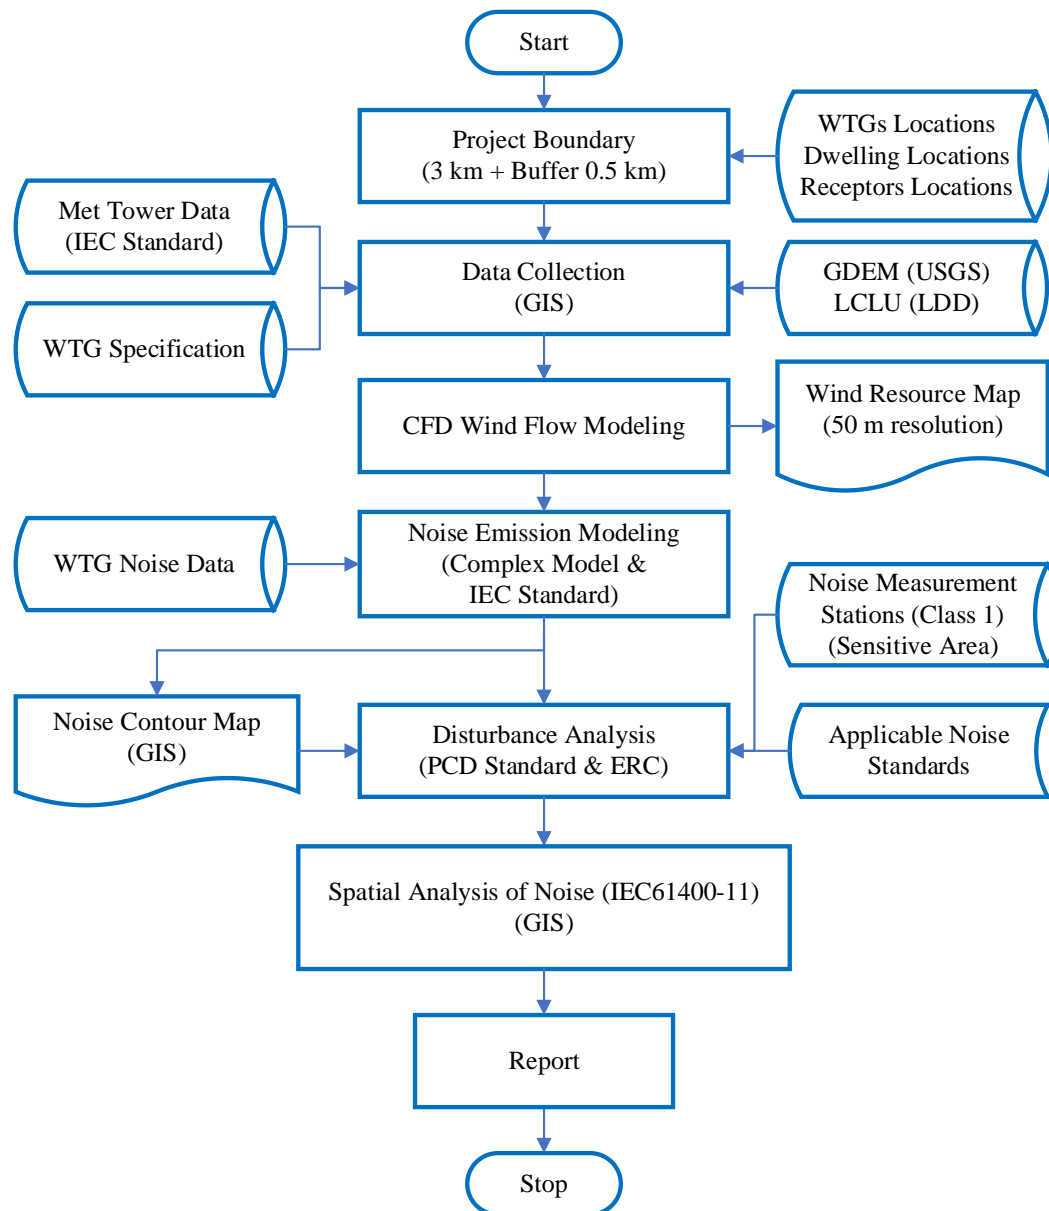 Start
Project Boundary
(3 km + Buffer 0.5 km)
WTGs Locations
Dwelling Locations
Receptors Locations
Met Tower Data
(IEC Standard)
Data Collection
(GIS)
GDEM (USGS)
LCLU (LDD)
WTG Specification
CFD Wind Flow Modeling
Wind Resource Map
(50 m resolution)
WTG Noise Data
Noise Emission Modeling
(Complex Model &
IEC Standard)
Noise Measurement
Stations (Class 1)
(Sensitive Area)
Noise Contour Map
(GIS)
Disturbance Analysis
(PCD Standard & ERC)
Applicable Noise
Standards
Spatial Analysis of Noise (IEC61400-11)
(GIS)
Report
Stop